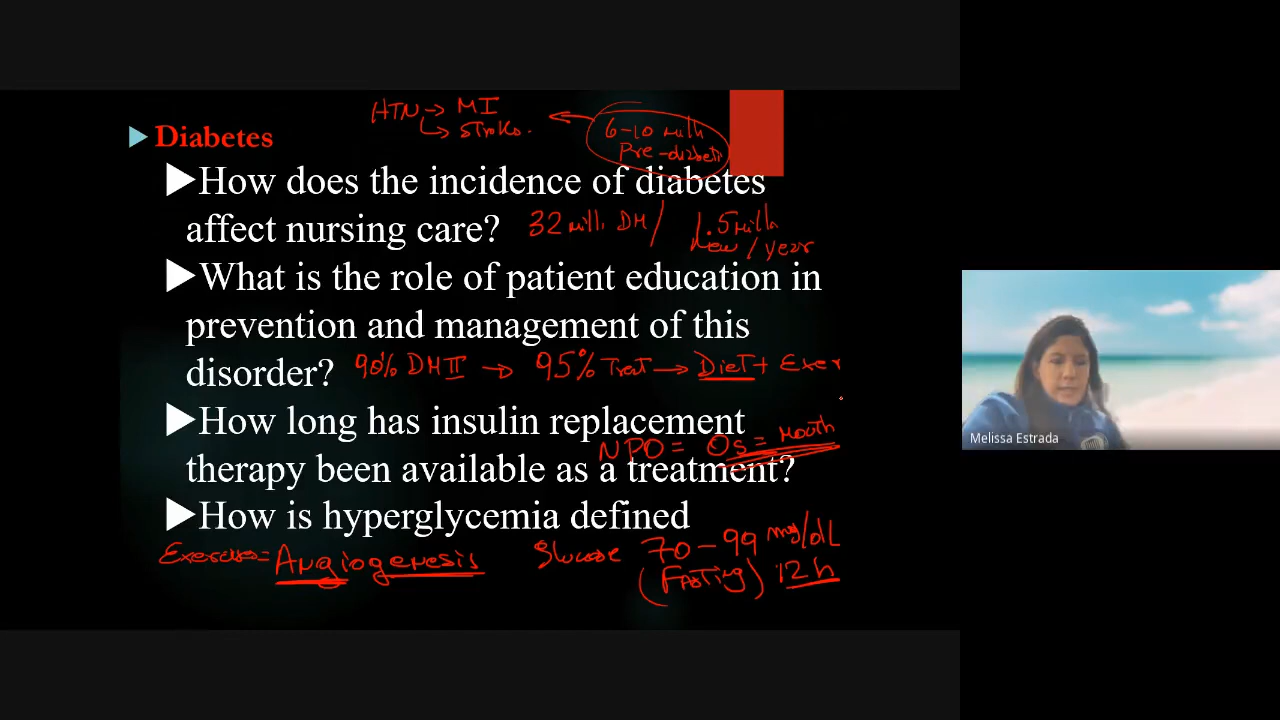 HTN → MI
↳ stroke.
6-10 mill
Pre-diabeti
▶ Diabetes
▶How does the incidence of diabetes
affect nursing care?
32 mill. DM/ 1.5 mill
New / year
▶What is the role of patient education in
prevention and management of this
disorder?
90% DM II → 95% Treat → Diet + Exer
▶How long has insulin replacement
NPO = Os = Mouth
therapy been available as a treatment?
▶How is hyperglycemia defined
Exercise = Angiogenesis
Glucose 70-99 mg/dL
(Fasting) 12h
Melissa Estrada